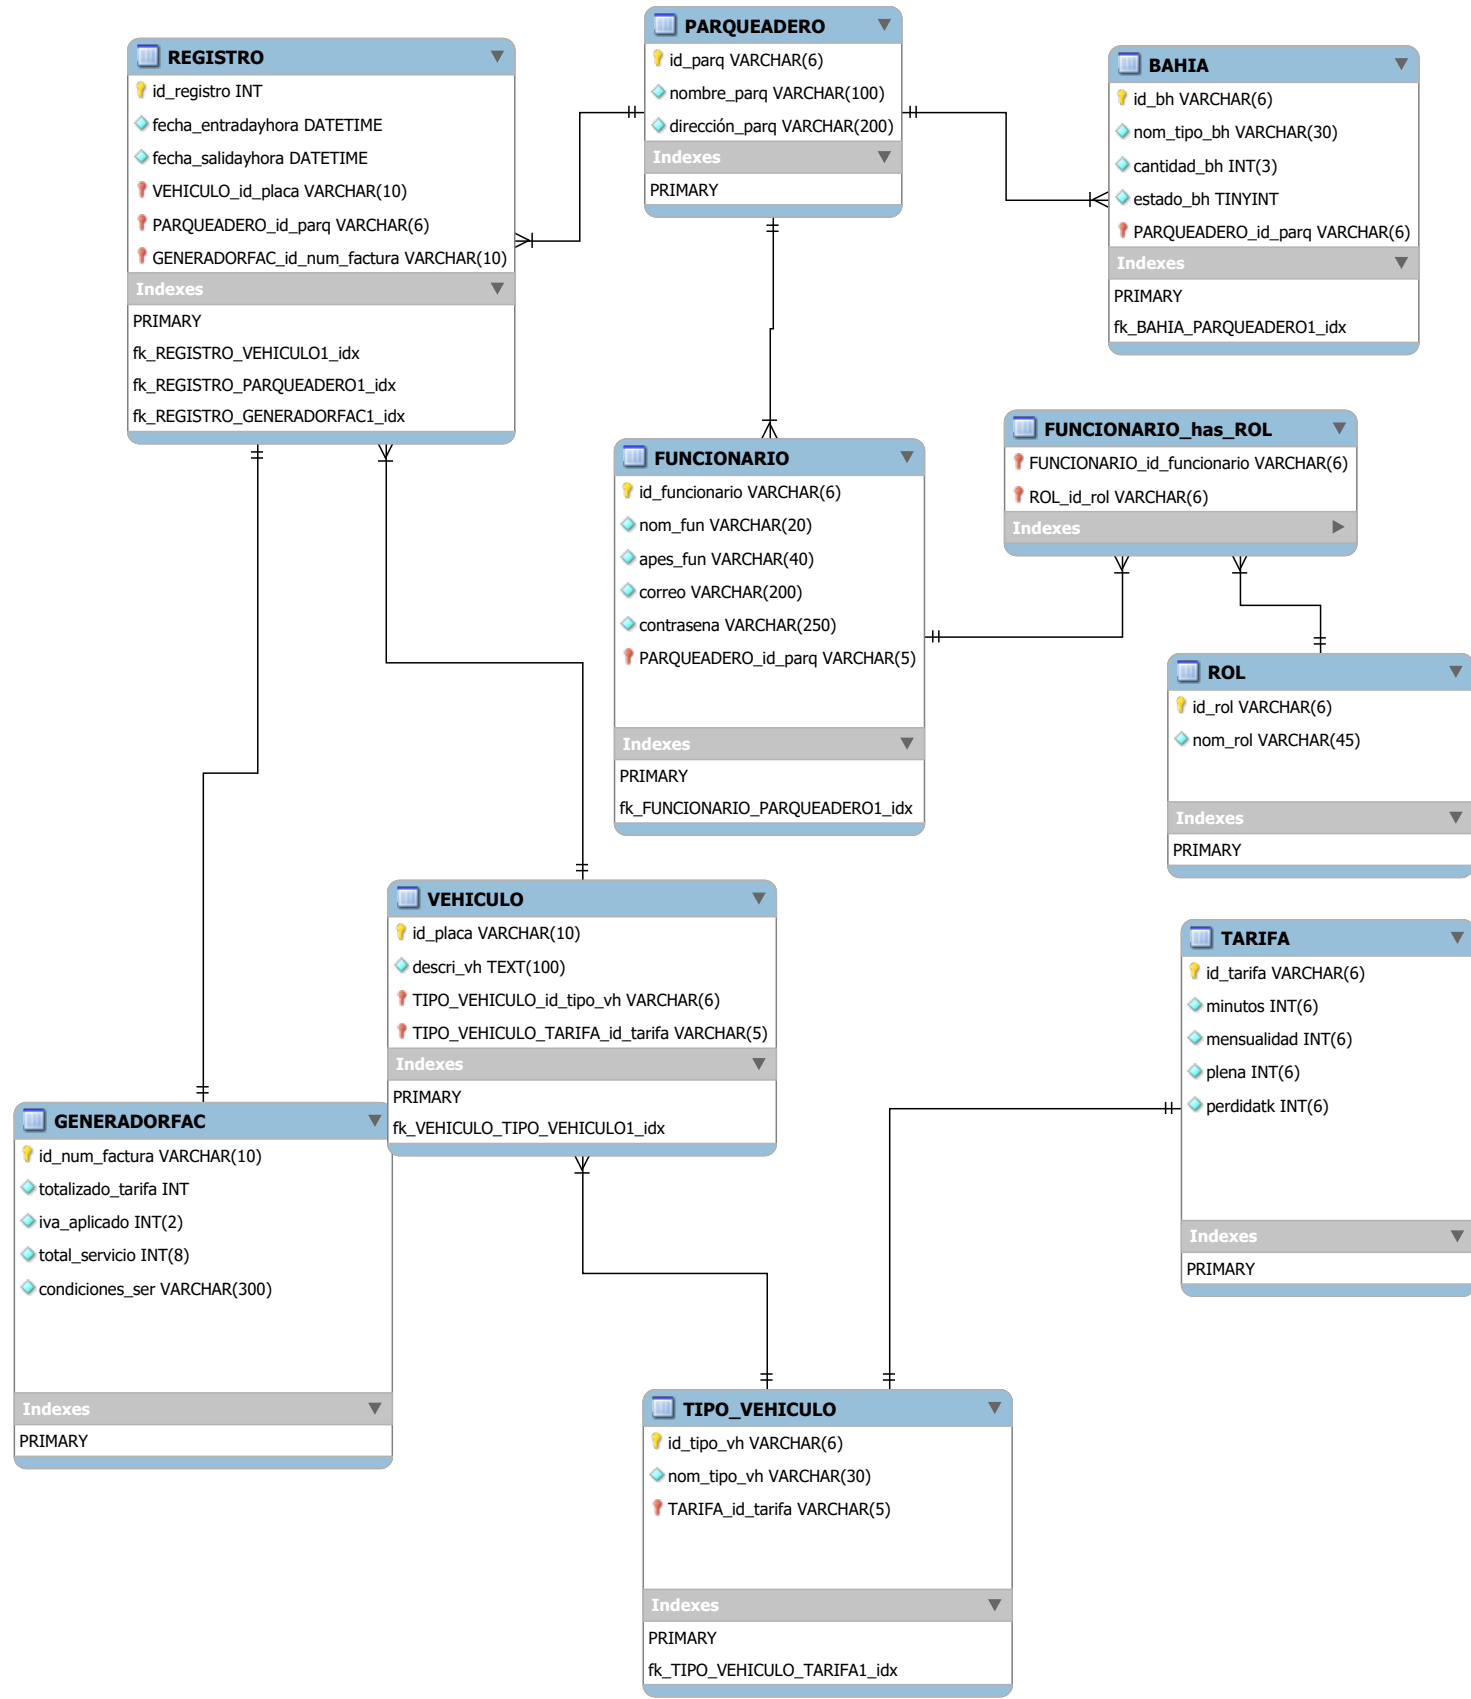 REGISTRO
id_registro INT
fecha_entradayhora DATETIME
fecha_salidayhora DATETIME
VEHICULO_id_placa VARCHAR(10)
PARQUEADERO_id_parq VARCHAR(6)
GENERADORFAC_id_num_factura VARCHAR(10)
Indexes
PRIMARY
fk_REGISTRO_VEHICULO1_idx
fk_REGISTRO_PARQUEADERO1_idx
fk_REGISTRO_GENERADORFAC1_idx
PARQUEADERO
id_parq VARCHAR(6)
nombre_parq VARCHAR(100)
dirección_parq VARCHAR(200)
Indexes
PRIMARY
BAHIA
id_bh VARCHAR(6)
nom_tipo_bh VARCHAR(30)
cantidad_bh INT(3)
estado_bh TINYINT
PARQUEADERO_id_parq VARCHAR(6)
Indexes
PRIMARY
fk_BAHIA_PARQUEADERO1_idx
FUNCIONARIO
id_funcionario VARCHAR(6)
nom_fun VARCHAR(20)
apes_fun VARCHAR(40)
correo VARCHAR(200)
contrasena VARCHAR(250)
PARQUEADERO_id_parq VARCHAR(5)
Indexes
PRIMARY
fk_FUNCIONARIO_PARQUEADERO1_idx
FUNCIONARIO_has_ROL
FUNCIONARIO_id_funcionario VARCHAR(6)
ROL_id_rol VARCHAR(6)
Indexes
ROL
id_rol VARCHAR(6)
nom_rol VARCHAR(45)
Indexes
PRIMARY
VEHICULO
id_placa VARCHAR(10)
descri_vh TEXT(100)
TIPO_VEHICULO_id_tipo_vh VARCHAR(6)
TIPO_VEHICULO_TARIFA_id_tarifa VARCHAR(5)
Indexes
PRIMARY
fk_VEHICULO_TIPO_VEHICULO1_idx
TARIFA
id_tarifa VARCHAR(6)
minutos INT(6)
mensualidad INT(6)
plena INT(6)
perdidatk INT(6)
Indexes
PRIMARY
GENERADORFAC
id_num_factura VARCHAR(10)
totalizado_tarifa INT
iva_aplicado INT(2)
total_servicio INT(8)
condiciones_ser VARCHAR(300)
Indexes
PRIMARY
TIPO_VEHICULO
id_tipo_vh VARCHAR(6)
nom_tipo_vh VARCHAR(30)
TARIFA_id_tarifa VARCHAR(5)
Indexes
PRIMARY
fk_TIPO_VEHICULO_TARIFA1_idx